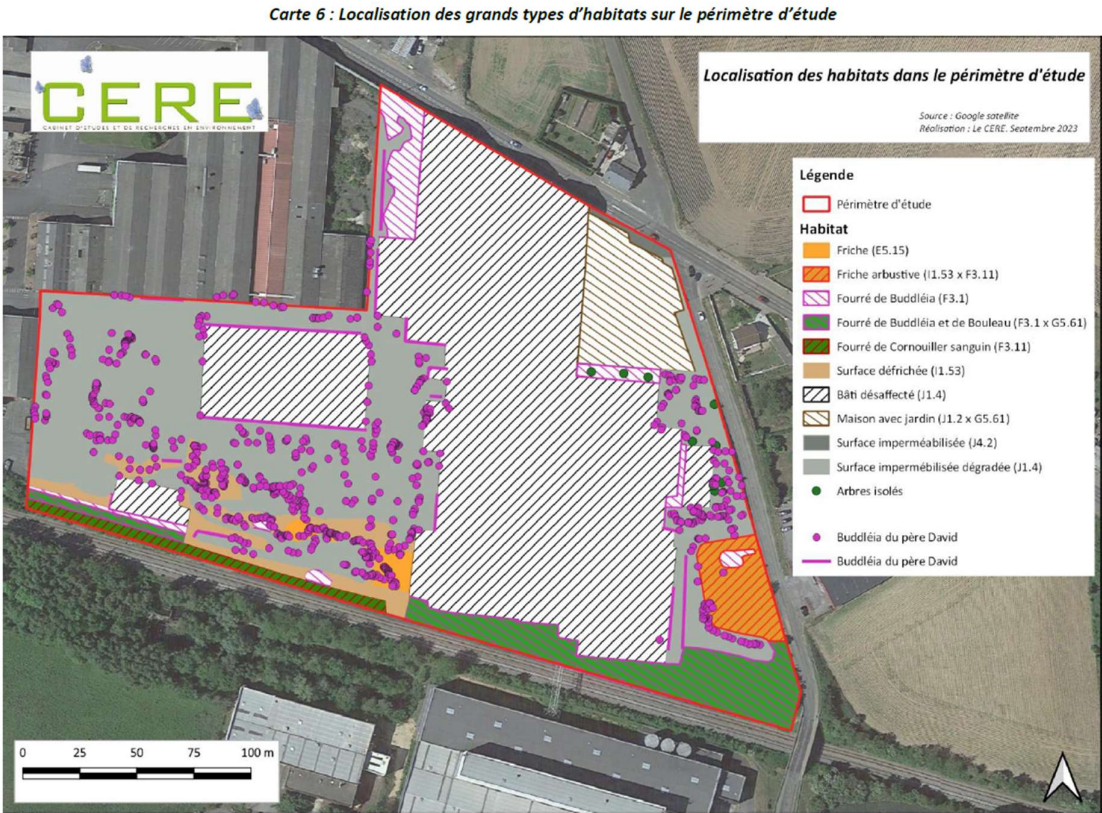 Carte 6 : Localisation des grands types d’habitats sur le périmètre d’étude
CERE
CABINET D'ÉTUDES ET DE RECHERCHES EN ENVIRONNEMENT
Localisation des habitats dans le périmètre d'étude
Source : Google satellite
Réalisation : Le CERE. Septembre 2023
Légende
Périmètre d'étude
Habitat
Friche (E5.15)
Friche arbustive (I1.53 x F3.11)
Fourré de Buddléia (F3.1)
Fourré de Buddléia et de Bouleau (F3.1 x G5.61)
Fourré de Cornouiller sanguin (F3.11)
Surface défrichée (I1.53)
Bâti désaffecté (J1.4)
Maison avec jardin (J1.2 x G5.61)
Surface imperméabilisée (J4.2)
Surface impermébilisée dégradée (J1.4)
Arbres isolés
Buddléia du père David
Buddléia du père David
0 25 50 75 100 m